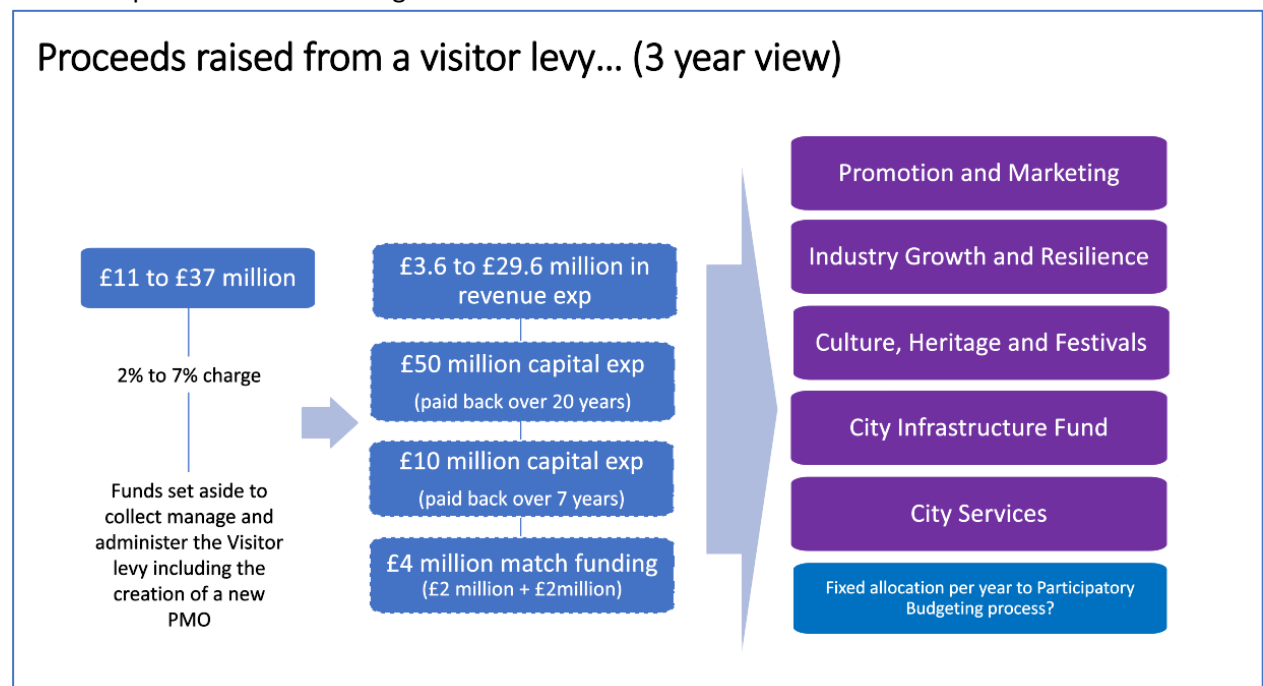 Proceeds raised from a visitor levy... (3 year view)
£11 to £37 million
2% to 7% charge
Funds set aside to
collect manage and
administer the Visitor
levy including the
creation of a new
PMO
£3.6 to £29.6 million in
revenue exp
£50 million capital exp
(paid back over 20 years)
£10 million capital exp
(paid back over 7 years)
£4 million match funding
(£2 million + £2million)
Promotion and Marketing
Industry Growth and Resilience
Culture, Heritage and Festivals
City Infrastructure Fund
City Services
Fixed allocation per year to Participatory
Budgeting process?